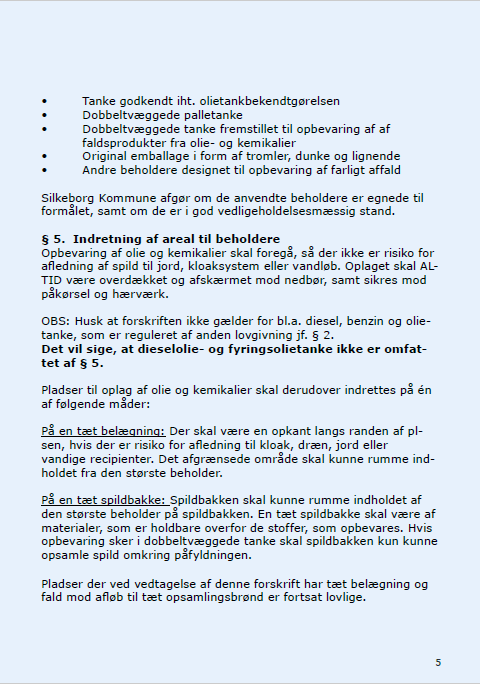 • Tanke godkendt iht. olietankbekendtgørelsen
• Dobbeltvæggede palletanke
• Dobbeltvæggede tanke fremstillet til opbevaring af af
faldsprodukter fra olie- og kemikalier
• Original emballage i form af tromler, dunke og lignende
• Andre beholdere designet til opbevaring af farligt affald
Silkeborg Kommune afgør om de anvendte beholdere er egnede til
formålet, samt om de er i god vedligeholdelsesmæssig stand.
§ 5. Indretning af areal til beholdere
Opbevaring af olie og kemikalier skal foregå, så der ikke er risiko for
afledning af spild til jord, kloaksystem eller vandløb. Oplaget skal AL-
TID være overdækket og afskærmet mod nedbør, samt sikres mod
påkørsel og hærværk.
OBS: Husk at forskriften ikke gælder for bl.a. diesel, benzin og olie-
tanke, som er reguleret af anden lovgivning jf. § 2.
Det vil sige, at dieselolie- og fyringsolietanke ikke er omfat-
tet af § 5.
Pladser til oplag af olie og kemikalier skal derudover indrettes på én
af følgende måder:
På en tæt belægning: Der skal være en opkant langs randen af pl-
sen, hvis der er risiko for afledning til kloak, dræn, jord eller
vandige recipienter. Det afgrænsede område skal kunne rumme ind-
holdet fra den største beholder.
På en tæt spildbakke: Spildbakken skal kunne rumme indholdet af
den største beholder på spildbakken. En tæt spildbakke skal være af
materialer, som er holdbare overfor de stoffer, som opbevares. Hvis
opbevaring sker i dobbeltvæggede tanke skal spildbakken kun kunne
opsamle spild omkring påfyldningen.
Pladser der ved vedtagelse af denne forskrift har tæt belægning og
fald mod afløb til tæt opsamlingsbrønd er fortsat lovlige.
5